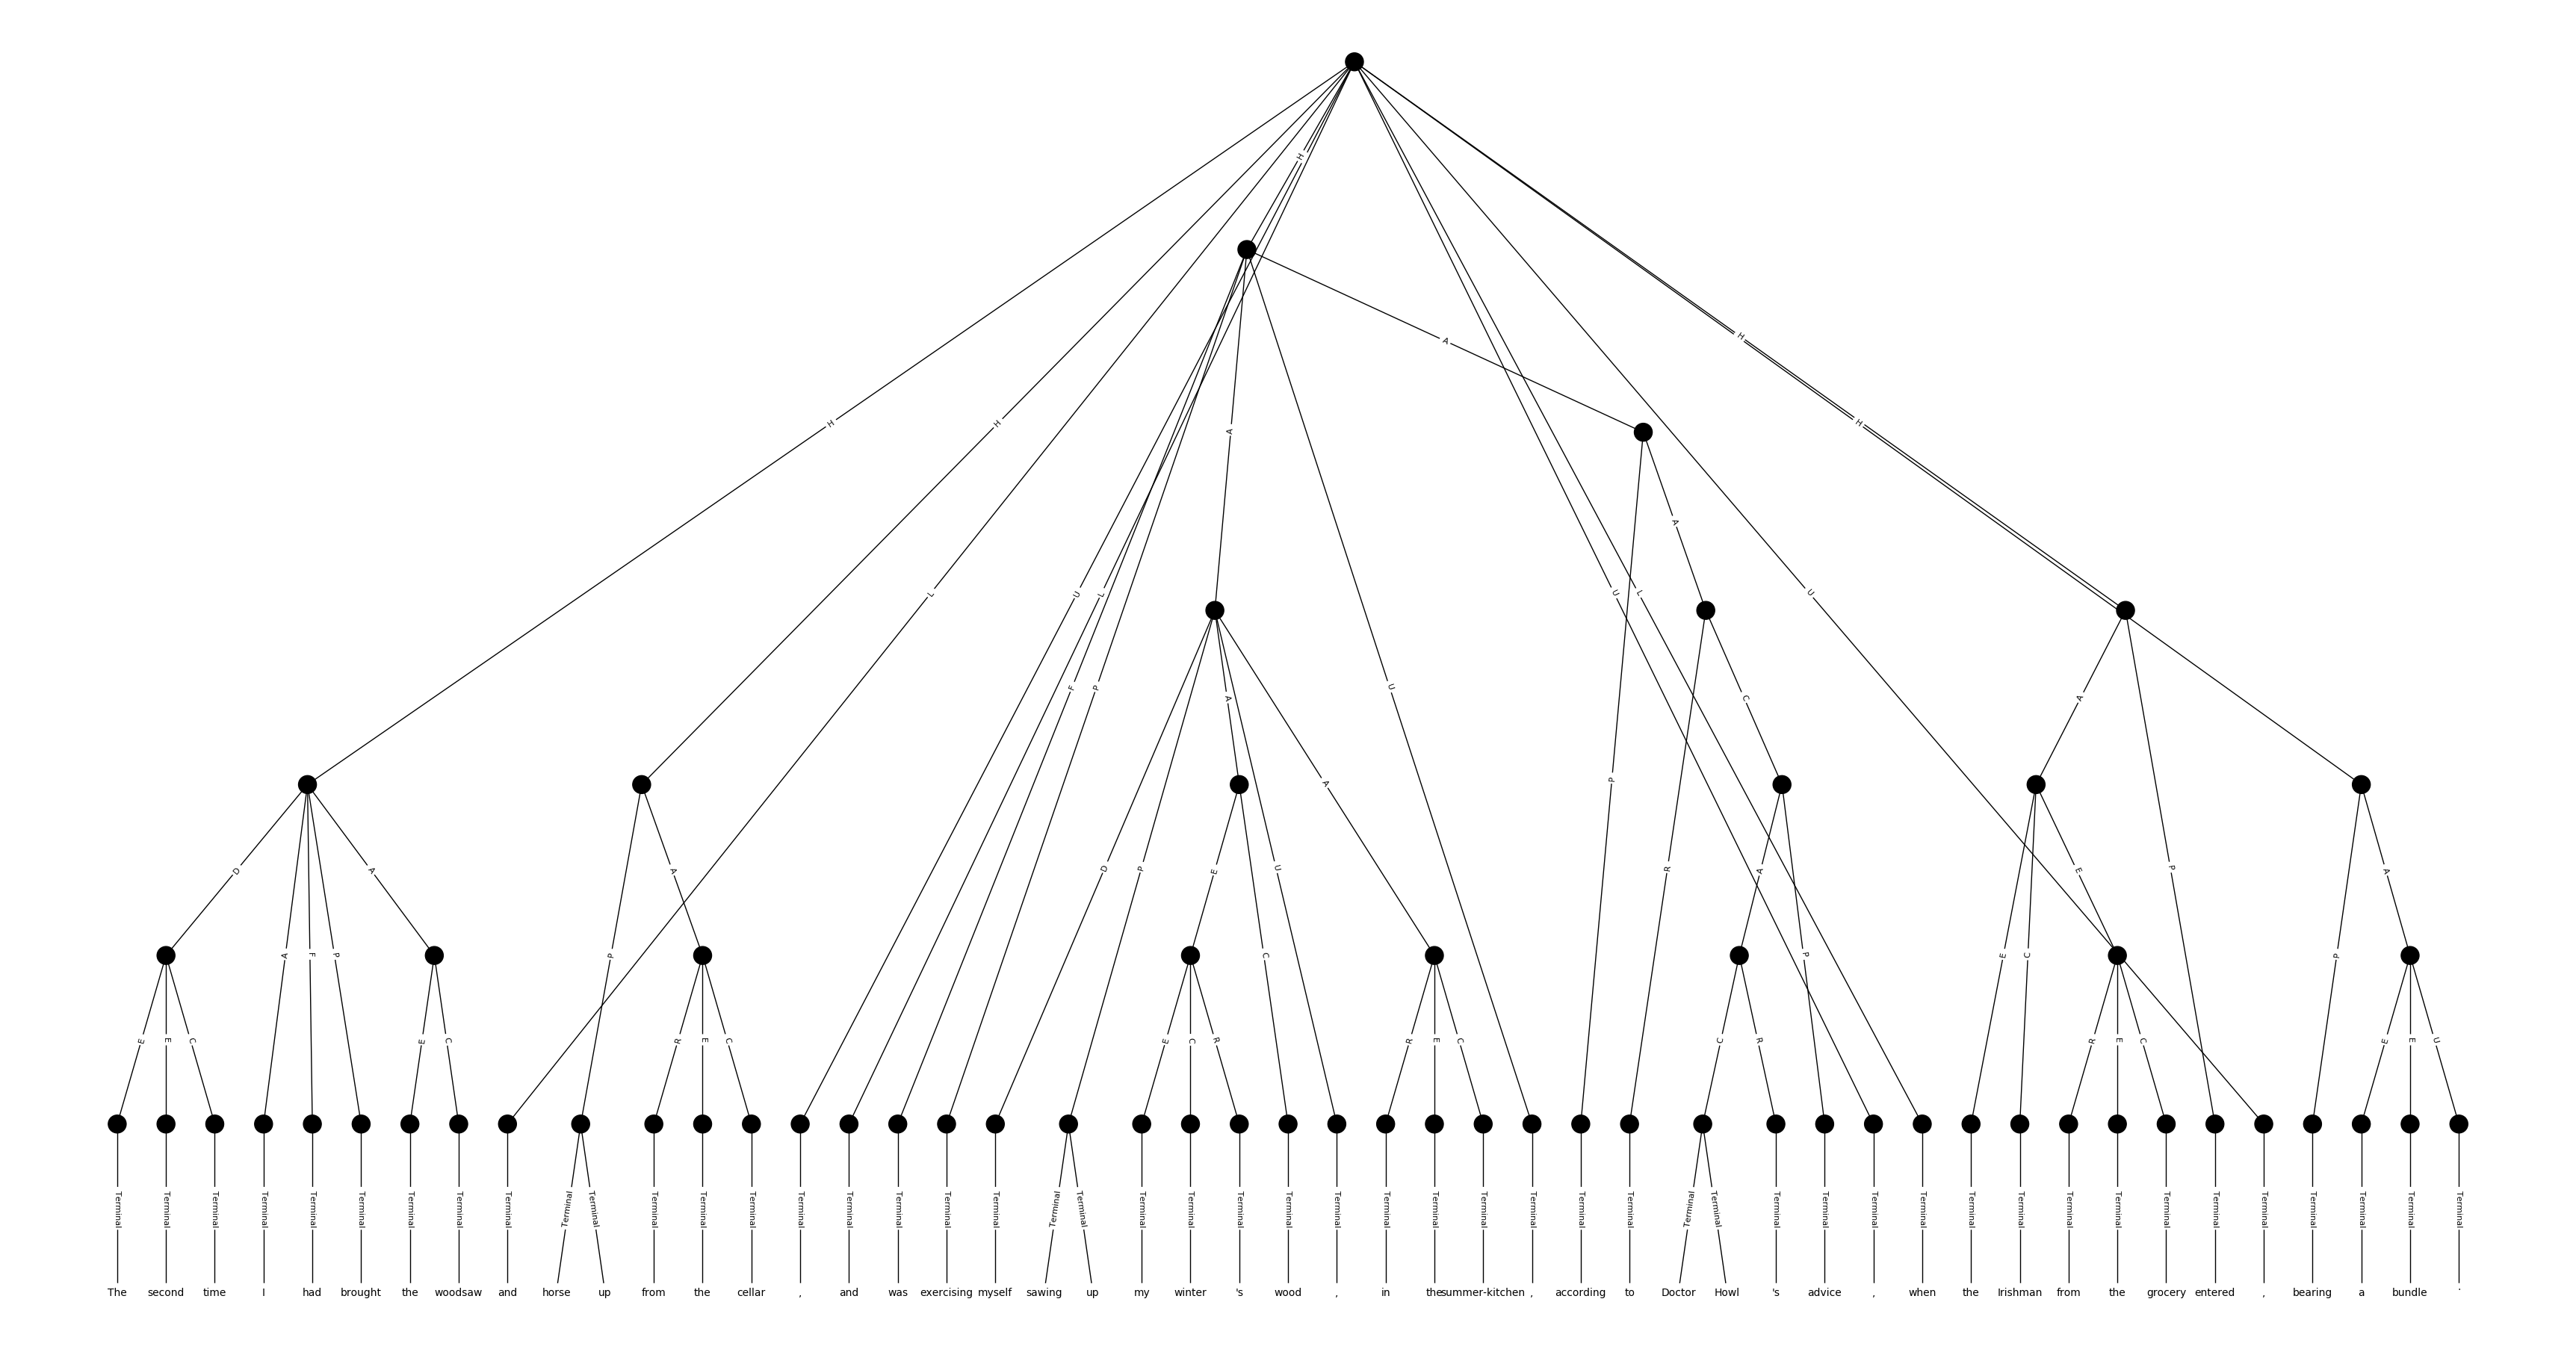 H
A
A
H
H
H
H
A
U
L
U
L
U
L
F
P
A
U
A
C
A
P
A
D
A
A
D
P
E
U
R
A
E
P
A
A
F
P
P
C
P
E
C
P
E
E
C
E
C
R
E
C
E
C
R
R
E
C
C
R
R
E
C
E
E
U
Terminal Terminal Terminal Terminal Terminal Terminal Terminal Terminal Terminal Terminal Terminal Terminal Terminal Terminal Terminal Terminal Terminal Terminal Terminal Terminal Terminal Terminal Terminal Terminal Terminal Terminal Terminal Terminal Terminal Terminal Terminal Terminal Terminal Terminal Terminal Terminal Terminal Terminal Terminal Terminal Terminal Terminal Terminal Terminal Terminal Terminal Terminal Terminal Terminal
The second time I had brought the woodsaw and horse up from the cellar , and was exercising myself sawing up my winter 's wood , in the summer-kitchen , according to Doctor Howl 's advice , when the Irishman from the grocery entered , bearing a bundle .